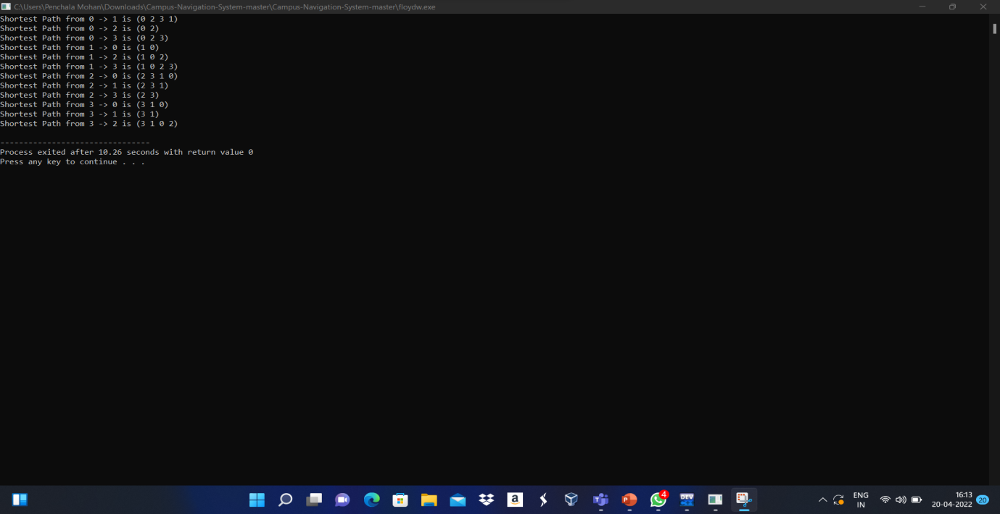 C:\Users\Penchala Mohan\Downloads\Campus-Navigation-System-master\Campus-Navigation-System-master\floydw.exe
Shortest Path from 0 -> 1 is (0 2 3 1)
Shortest Path from 0 -> 2 is (0 2)
Shortest Path from 0 -> 3 is (0 2 3)
Shortest Path from 1 -> 0 is (1 0)
Shortest Path from 1 -> 2 is (1 0 2)
Shortest Path from 1 -> 3 is (1 0 2 3)
Shortest Path from 2 -> 0 is (2 3 1 0)
Shortest Path from 2 -> 1 is (2 3 1)
Shortest Path from 2 -> 3 is (2 3)
Shortest Path from 3 -> 0 is (3 1 0)
Shortest Path from 3 -> 1 is (3 1)
Shortest Path from 3 -> 2 is (3 1 0 2)
--------------------------------
Process exited after 10.26 seconds with return value 0
Press any key to continue . . .
a
T
P
4
DEV
ENG
IN
16:13
20-04-2022
20